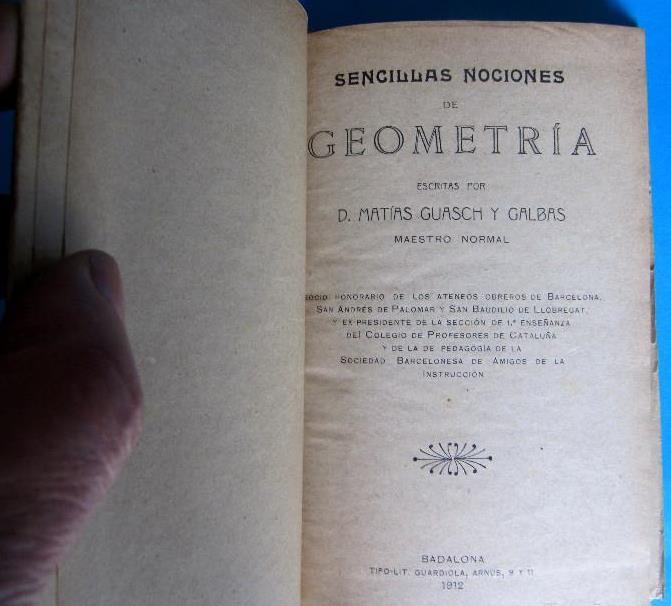 SENCILLAS NOCIONES
DE
GEOMETRÍA
ESCRITAS POR
D. MATÍAS GUASCH Y GALBAS
MAESTRO NORMAL
SOCIO HONORARIO DE LOS ATENEOS OBREROS DE BARCELONA,
SAN ANDRÉS DE PALOMAR Y SAN BAUDILIO DE LLOBREGAT,
Y EX-PRESIDENTE DE LA SECCIÓN DE 1.ª ENSEÑANZA
DEL COLEGIO DE PROFESORES DE CATALUÑA
Y DE LA DE PEDAGOGÍA DE LA
SOCIEDAD BARCELONESA DE AMIGOS DE LA
INSTRUCCIÓN
BADALONA
TIPO-LIT. GUARDIOLA, ARNÚS, 9 Y 11
1912